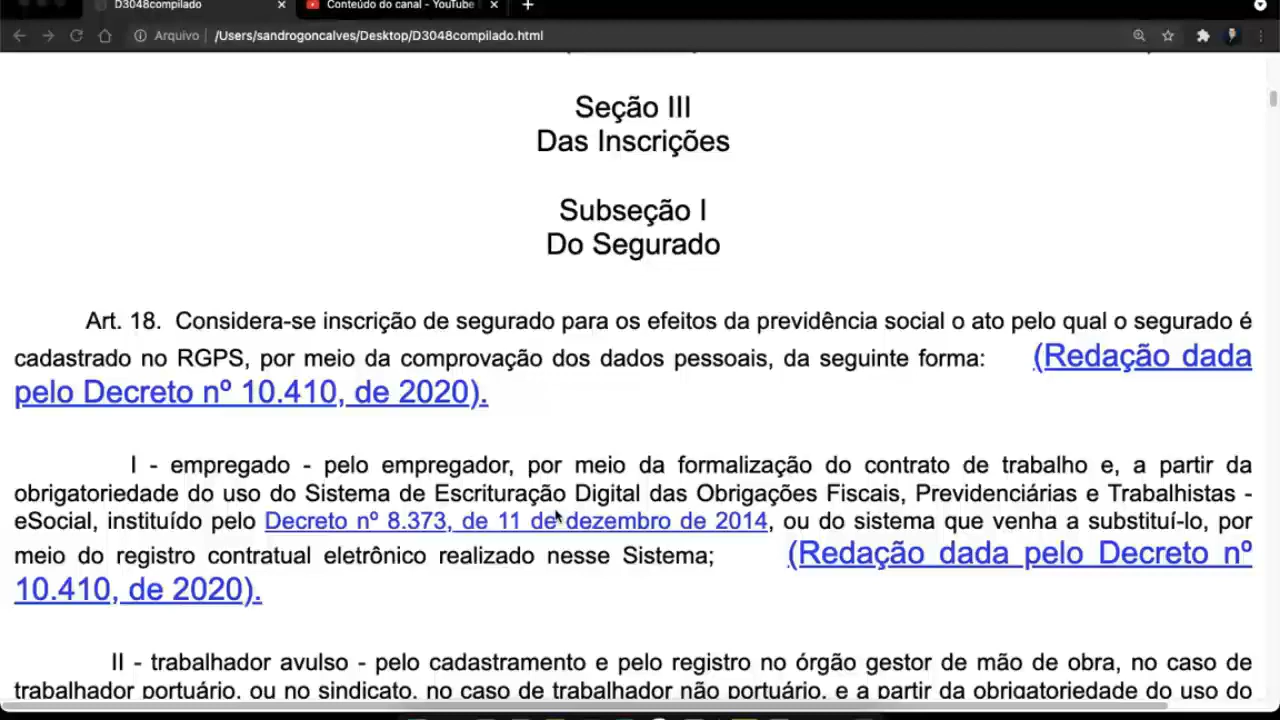 D3048compilado
Conteúdo do canal - YouTube
Arquivo
/Users/sandrogoncalves/Desktop/D3048compilado.html
Seção III
Das Inscrições
Subseção I
Do Segurado
Art. 18.  Considera-se inscrição de segurado para os efeitos da previdência social o ato pelo qual o segurado é
cadastrado no RGPS, por meio da comprovação dos dados pessoais, da seguinte forma: (Redação dada
pelo Decreto nº 10.410, de 2020).
I - empregado - pelo empregador, por meio da formalização do contrato de trabalho e, a partir da
obrigatoriedade do uso do Sistema de Escrituração Digital das Obrigações Fiscais, Previdenciárias e Trabalhistas -
eSocial, instituído pelo Decreto nº 8.373, de 11 de dezembro de 2014, ou do sistema que venha a substituí-lo, por
meio do registro contratual eletrônico realizado nesse Sistema; (Redação dada pelo Decreto nº
10.410, de 2020).
II - trabalhador avulso - pelo cadastramento e pelo registro no órgão gestor de mão de obra, no caso de
trabalhador portuário, ou no sindicato, no caso de trabalhador não portuário, e a partir da obrigatoriedade do uso do